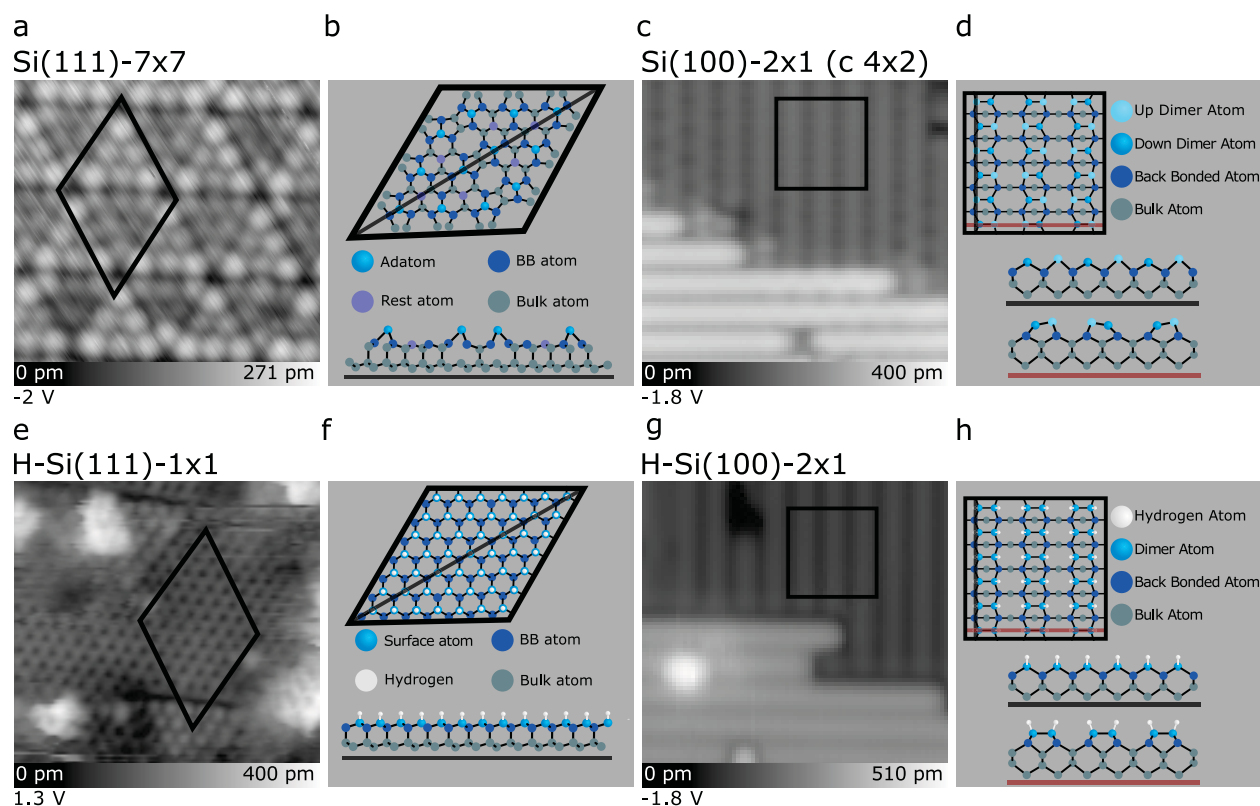 a
Si(111)-7x7
0 pm 271 pm
-2 V
b
Adatom
BB atom
Rest atom
Bulk atom
c
Si(100)-2x1 (c 4x2)
0 pm 400 pm
-1.8 V
d
Up Dimer Atom
Down Dimer Atom
Back Bonded Atom
Bulk Atom
e
H-Si(111)-1x1
0 pm 400 pm
1.3 V
f
Surface atom
BB atom
Hydrogen
Bulk atom
g
H-Si(100)-2x1
0 pm 510 pm
-1.8 V
h
Hydrogen Atom
Dimer Atom
Back Bonded Atom
Bulk Atom